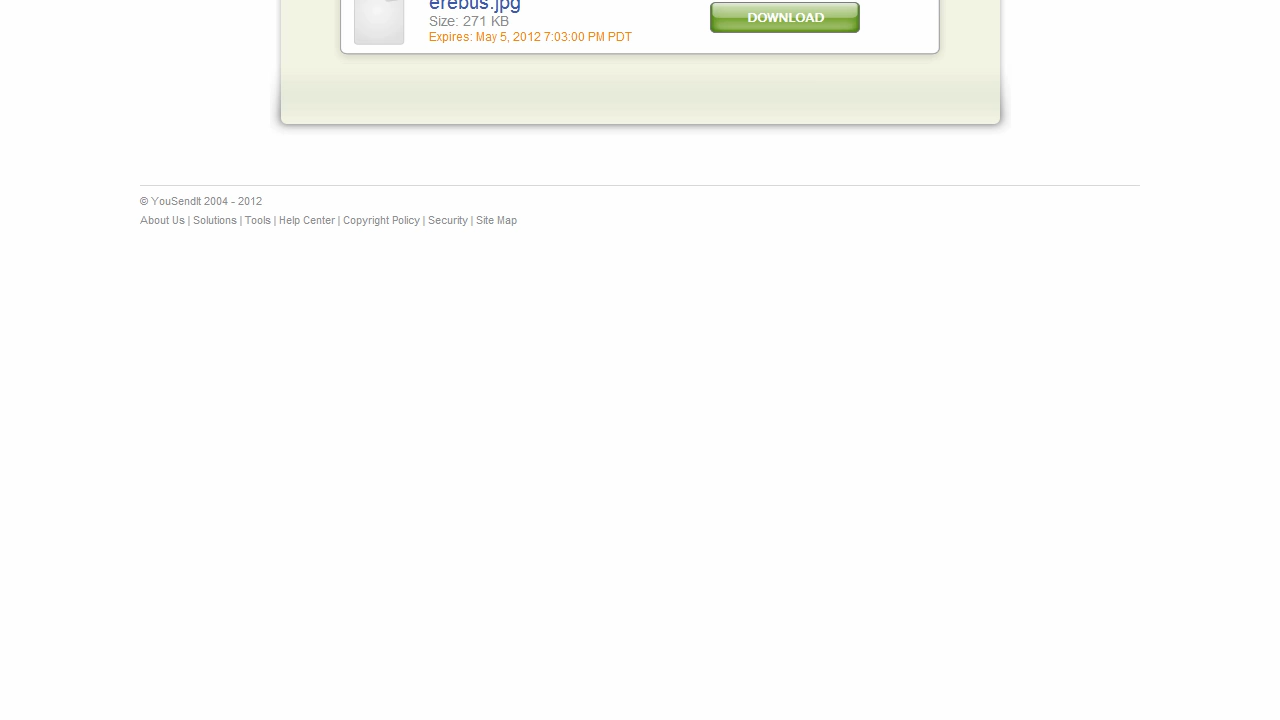 erebus.jpg
Size: 271 KB
DOWNLOAD
Expires: May 5, 2012 7:03:00 PM PDT
© YouSendIt 2004 - 2012
About Us | Solutions | Tools | Help Center | Copyright Policy | Security | Site Map